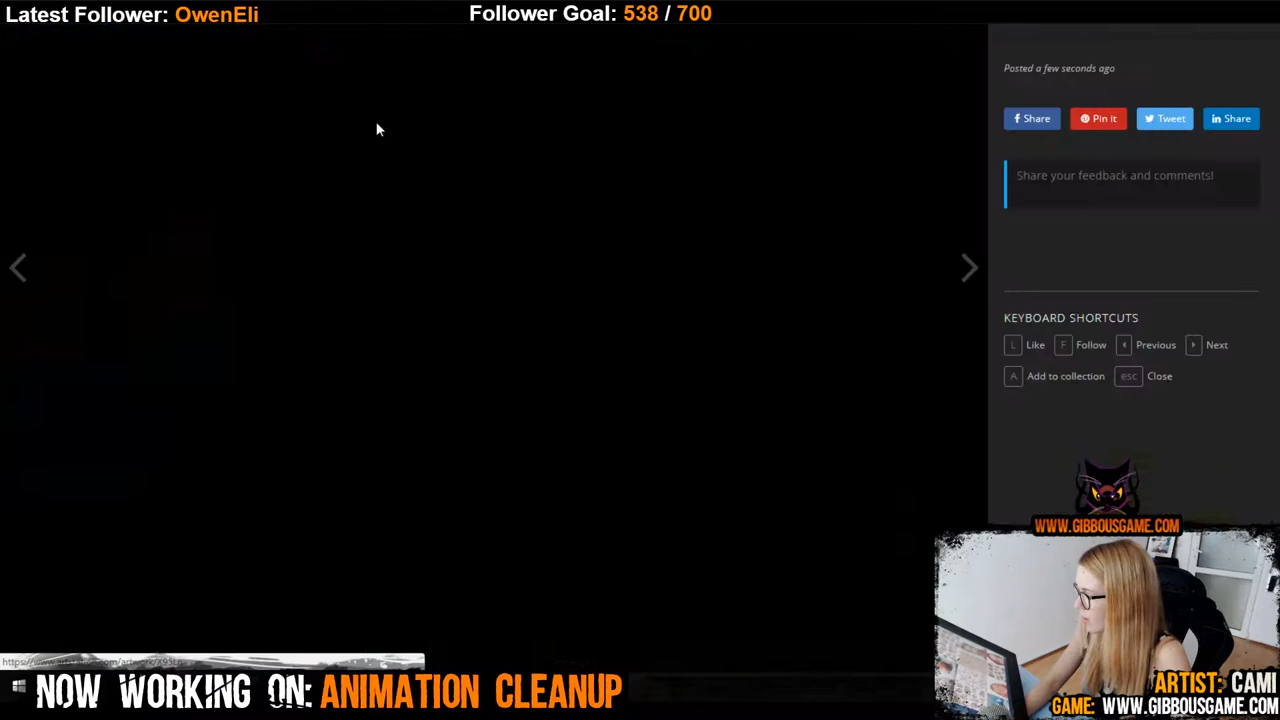 Latest Follower: OwenEli
Follower Goal: 538 / 700
Posted a few seconds ago
Share
Pin it
Tweet
Share
Share your feedback and comments!
KEYBOARD SHORTCUTS
L Like F Follow Previous Next
A Add to collection esc Close
WWW.GIBBOUSGAME.COM
NOW WORKING ON: ANIMATION CLEANUP
ARTIST: CAMI
GAME: WWW.GIBBOUSGAME.COM